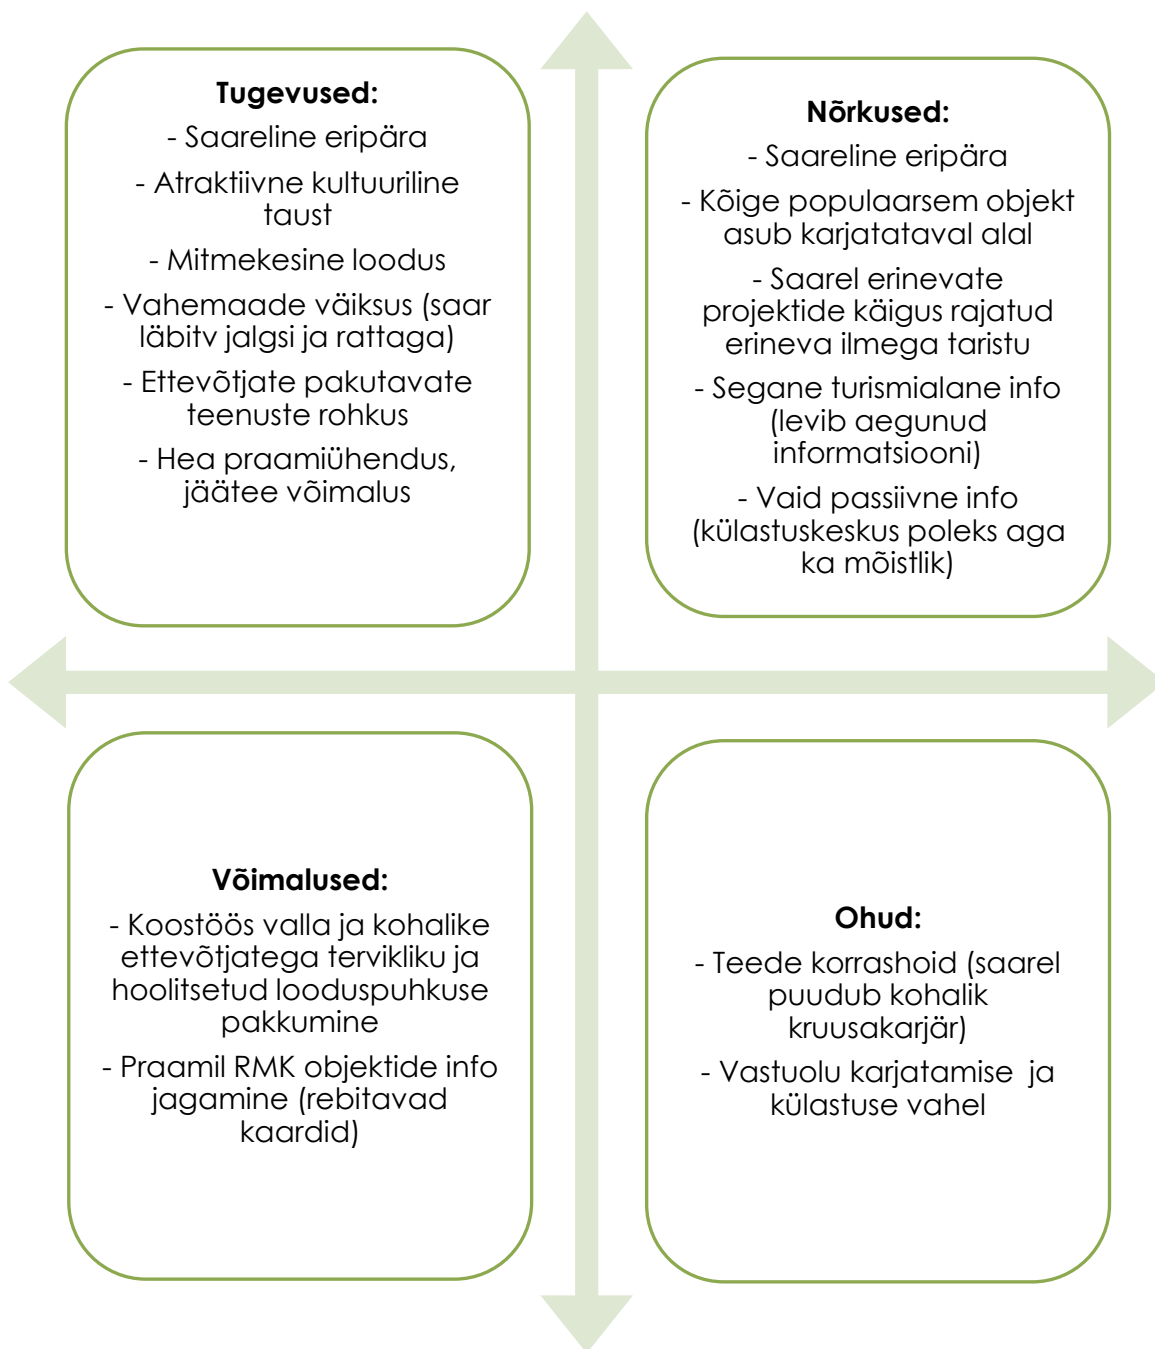 Tugevused:
- Saareline eripära
- Atraktiivne kultuuriline
taust
- Mitmekesine loodus
- Vahemaade väiksus (saar
läbitv jalgsi ja rattaga)
- Ettevõtjate pakutavate
teenuste rohkus
- Hea praamiühendus,
jäätee võimalus
Nõrkused:
- Saareline eripära
- Kõige populaarsem objekt
asub karjatataval alal
- Saarel erinevate
projektide käigus rajatud
erineva ilmega taristu
- Segane turismialane info
(levib aegunud
informatsiooni)
- Vaid passiivne info
(külastuskeskus poleks aga
ka mõistlik)
Võimalused:
- Koostöös valla ja kohalike
ettevõtjatega tervikliku ja
hoolitsetud looduspuhkuse
pakkumine
- Praamil RMK objektide info
jagamine (rebitavad
kaardid)
Ohud:
- Teede korrashoid (saarel
puudub kohalik
kruusakarjär)
- Vastuolu karjatamise  ja
külastuse vahel